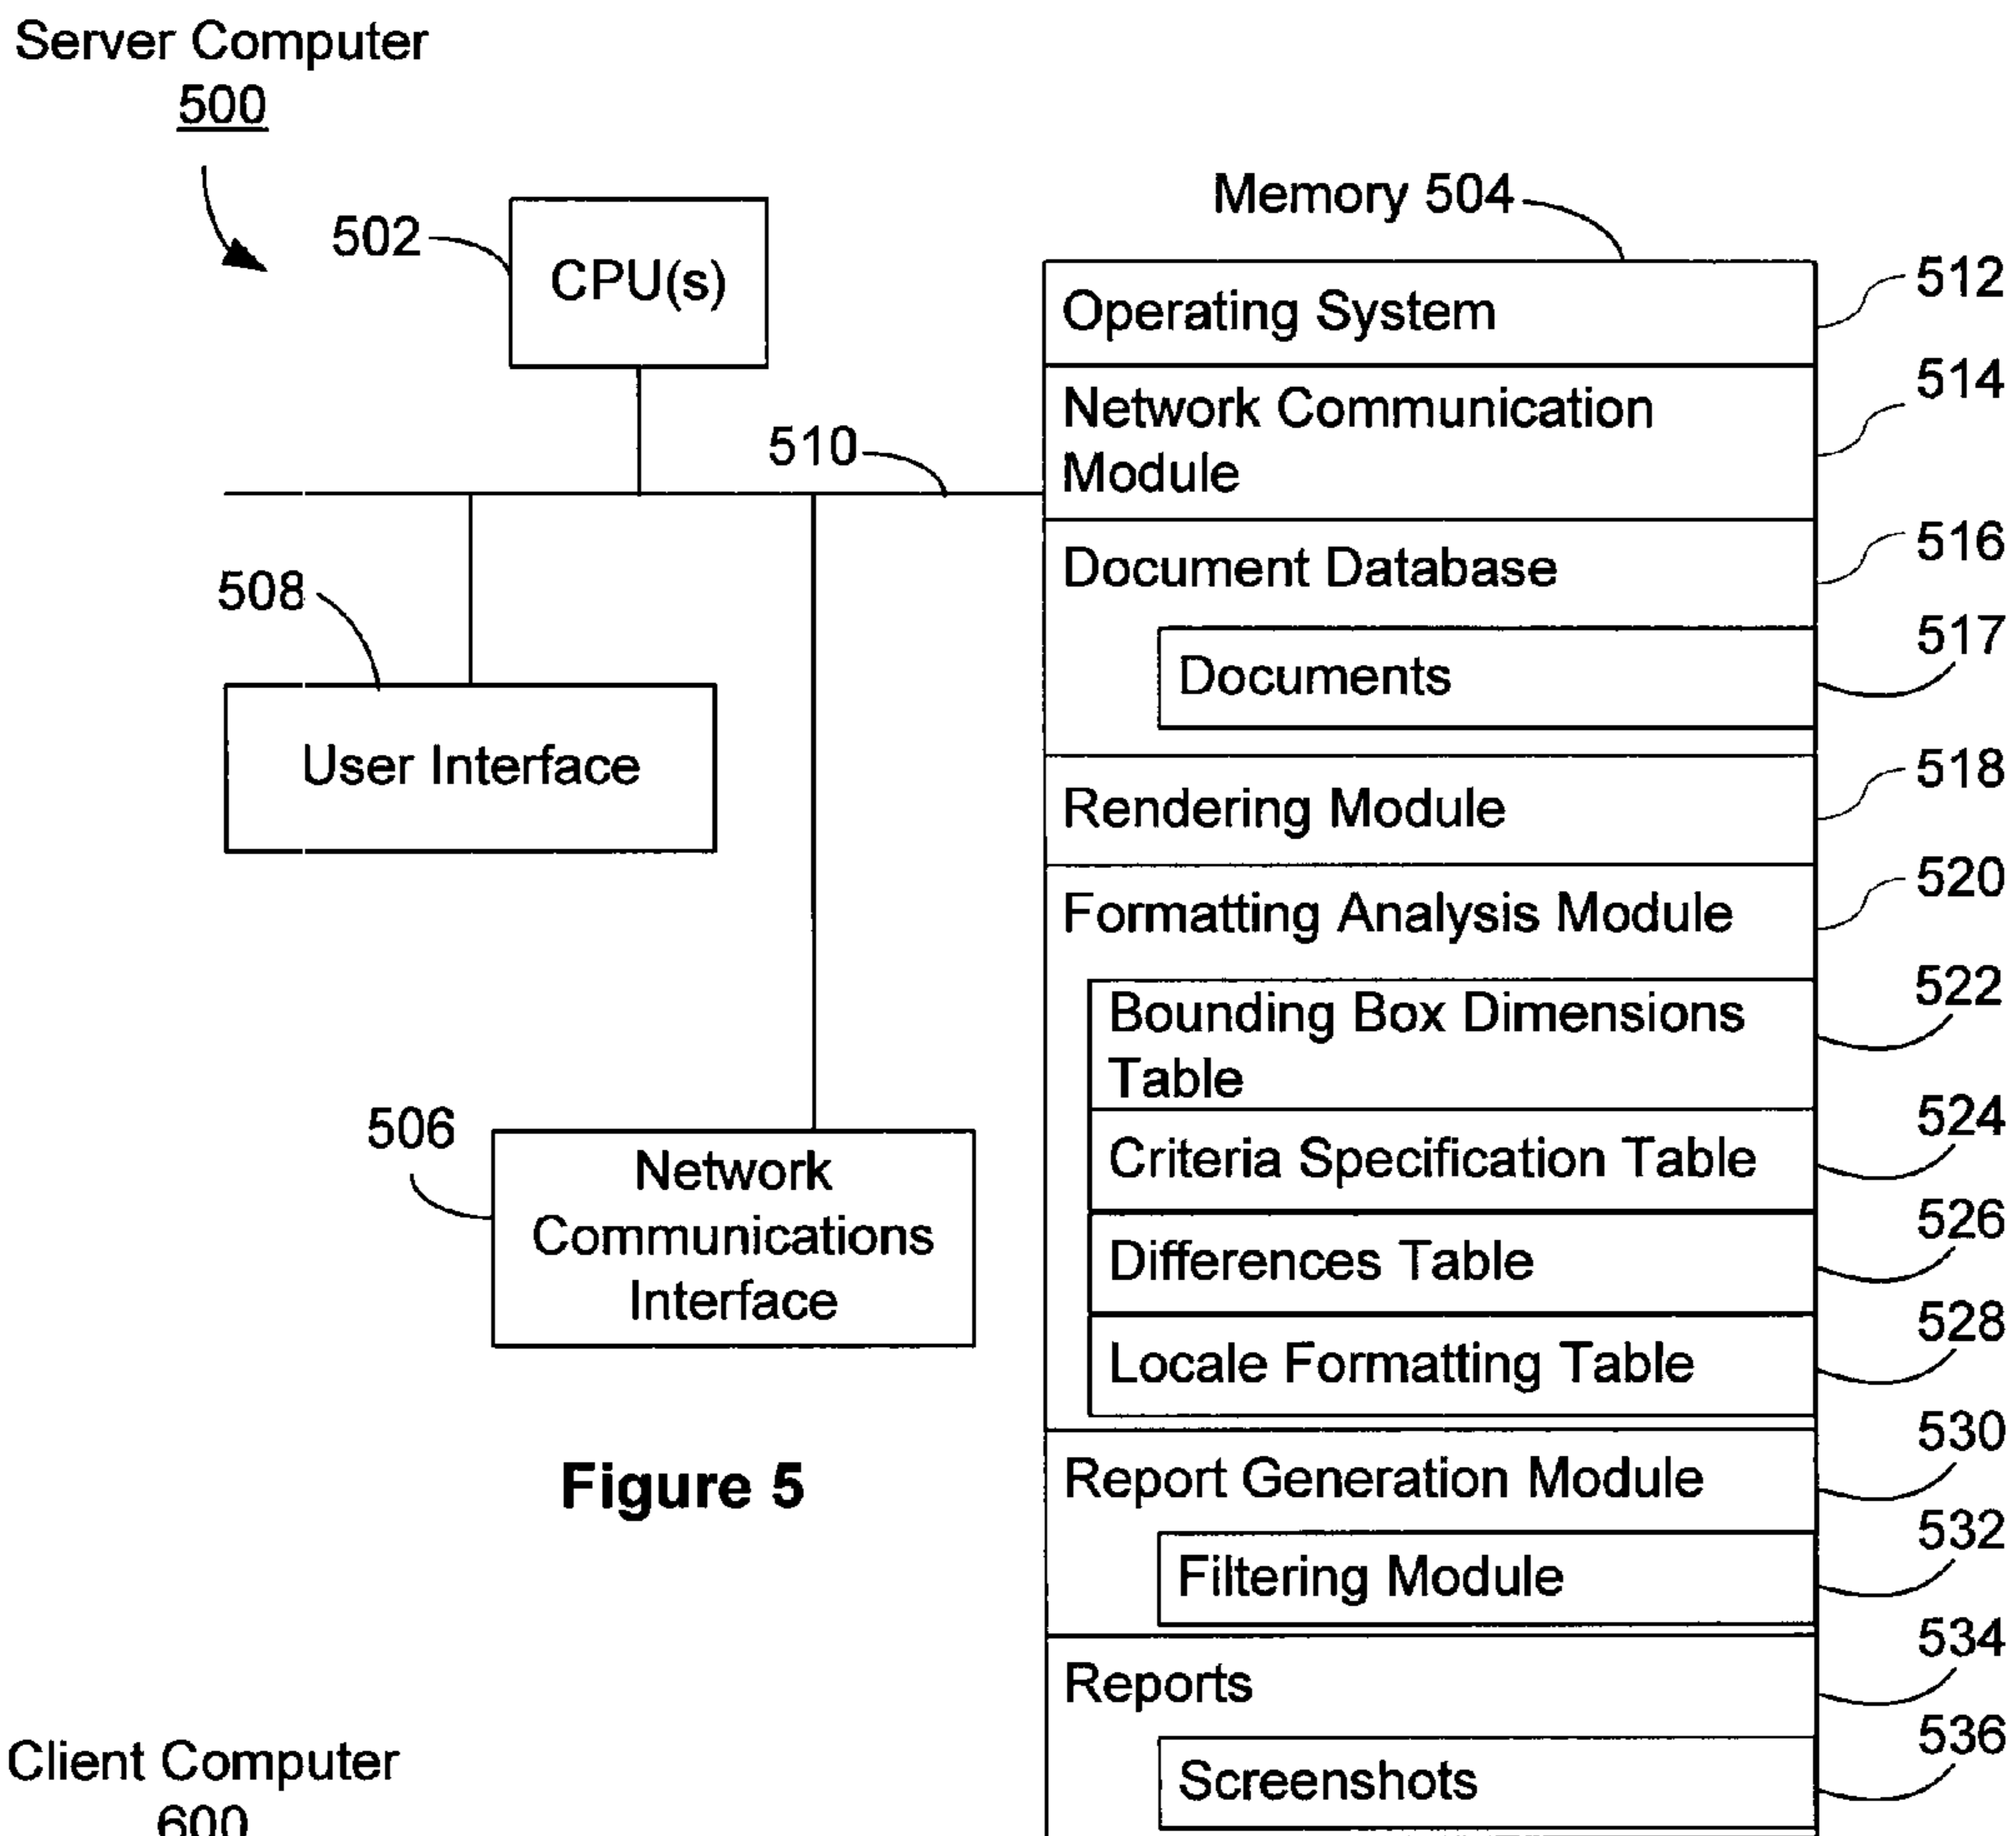 Server Computer
500
502
CPU(s)
Memory 504
Operating System
512
Network Communication
Module
514
510
Document Database
516
Documents
517
508
User Interface
Rendering Module
518
Formatting Analysis Module
520
Bounding Box Dimensions
Table
522
506
Network
Communications
Interface
Criteria Specification Table
524
Differences Table
526
Locale Formatting Table
528
Figure 5
Report Generation Module
530
Filtering Module
532
Reports
534
Screenshots
536
Client Computer
600